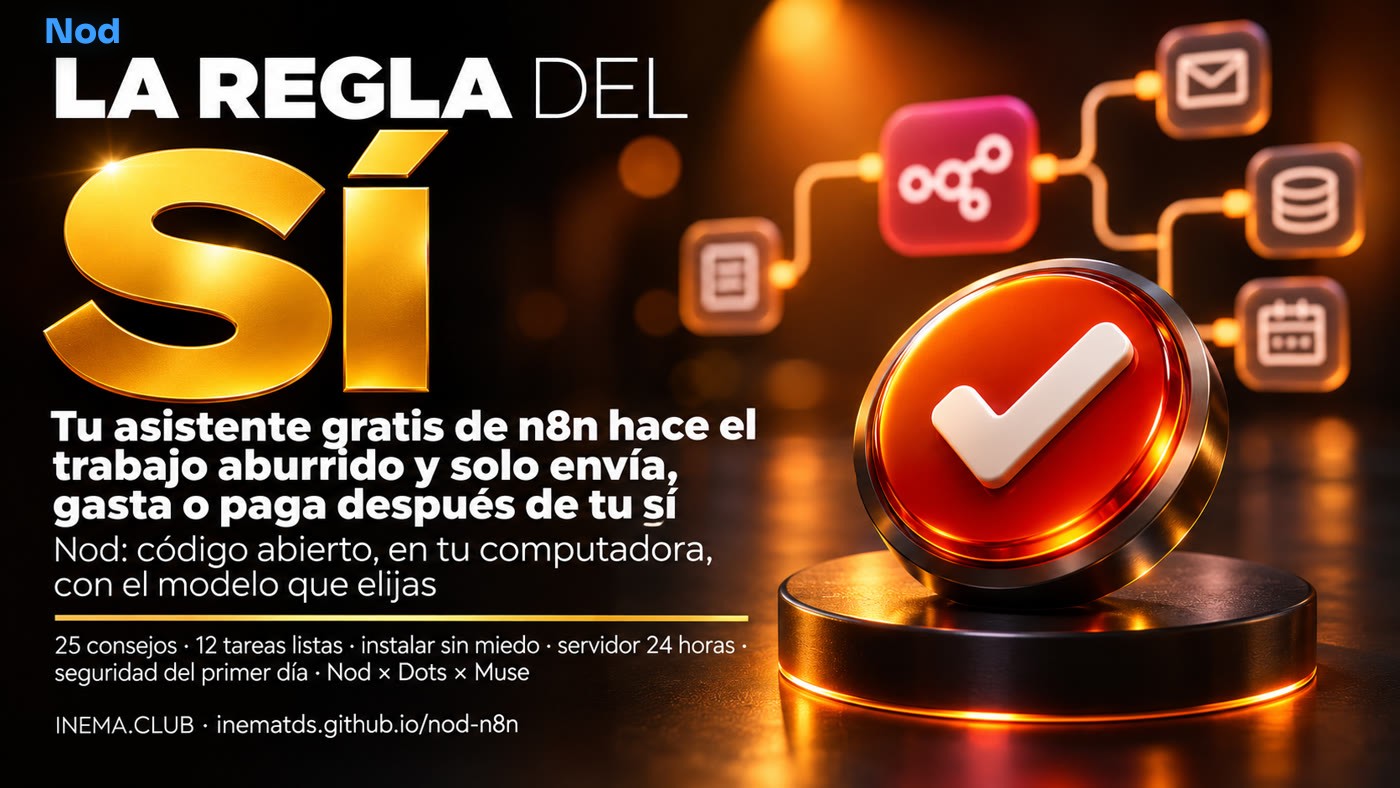 Nod
LA REGLA DEL
SÍ
Tu asistente gratis de n8n hace el
trabajo aburrido y solo envía,
gasta o paga después de tu sí
Nod: código abierto, en tu computadora,
con el modelo que elijas
25 consejos · 12 tareas listas · instalar sin miedo · servidor 24 horas ·
seguridad del primer día · Nod × Dots × Muse
INEMA.CLUB · inematds.github.io/nod-n8n